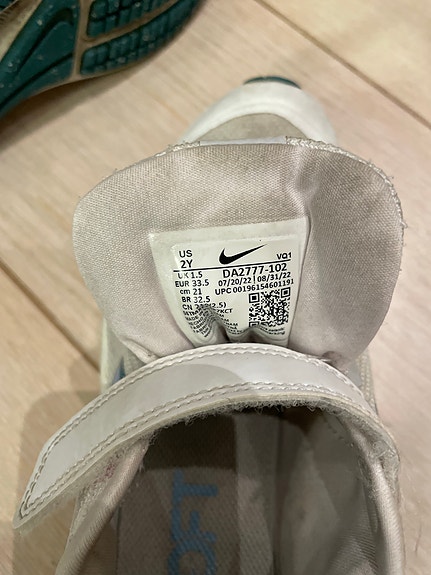 US
2Y
VQ1
UK 1.5 DA2777-102
EUR 33.5 07/20/22 | 08/31/22
cm 21 UPC 00196154601191
BR 32.5
CN